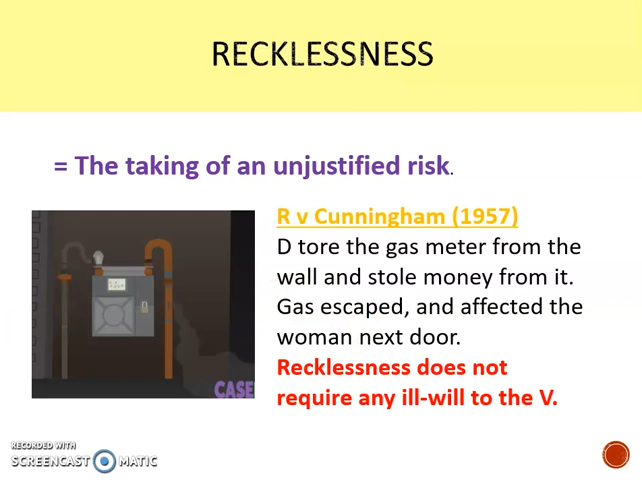 RECKLESSNESS
= The taking of an unjustified risk.
R v Cunningham (1957)
D tore the gas meter from the
wall and stole money from it.
Gas escaped, and affected the
woman next door.
Recklessness does not
require any ill-will to the V.
CASE
RECORDED WITH
SCREENCAST MATIC